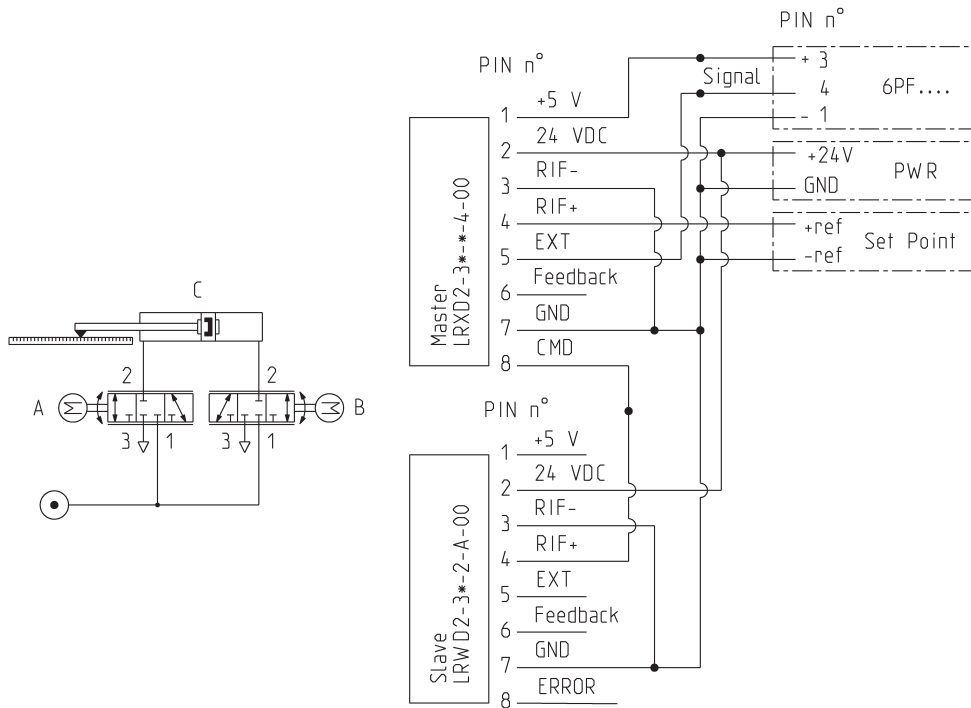 C
2
2
A
M
M
B
3
1
3
1
PIN n°
Master
LRXD2-3*-*-4-00
1
+5 V
2
24 VDC
3
RIF-
4
RIF+
5
EXT
6
Feedback
7
GND
8
CMD
PIN n°
Slave
LRWD2-3*-2-A-00
1
+5 V
2
24 VDC
3
RIF-
4
RIF+
5
EXT
6
Feedback
7
GND
8
ERROR
PIN n°
Signal
+ 3
4
- 1
6PF....
+24V
GND
PWR
+ref
-ref
Set Point